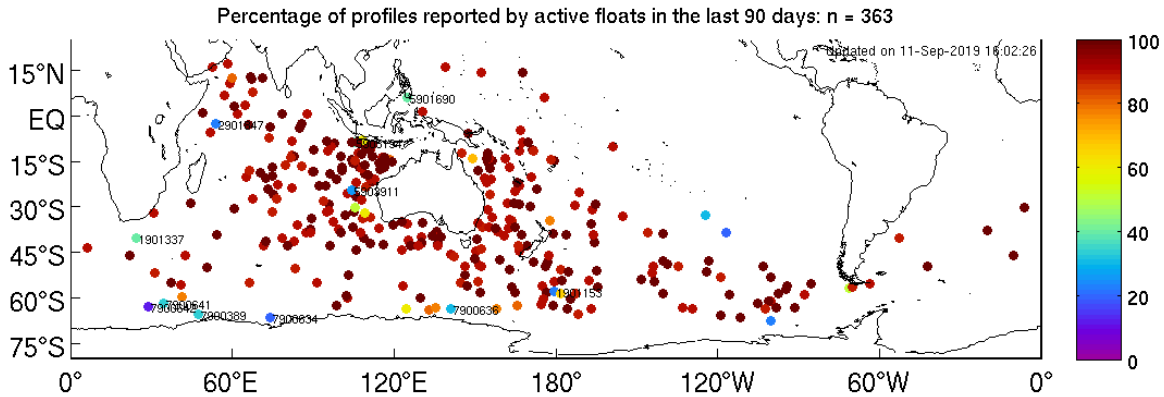 Percentage of profiles reported by active floats in the last 90 days: n = 363
Updated on 11-Sep-2019 16:02:26
100
15°N
5901690
80
EQ
2901847
15°S
60
5903911
30°S
40
1901337
45°S
60°S
1901153
20
7900641
7900642
7900636
7900389
7900634
75°S
0
0°
60°E
120°E
180°
120°W
60°W
0°